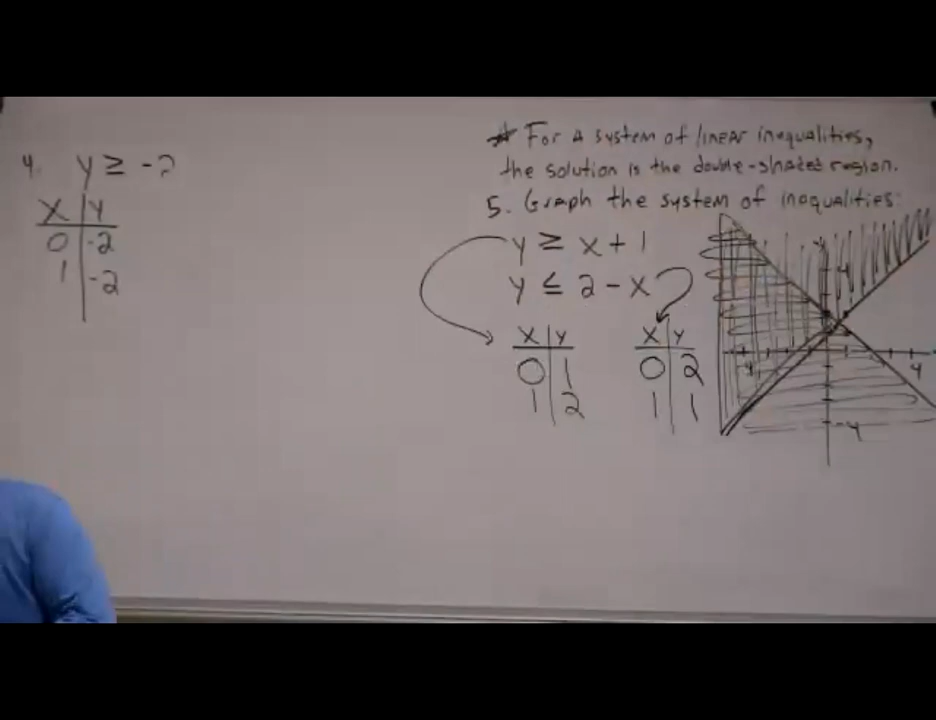 4. y ≥ -2
x | y
0 | -2
1 | -2
* For a system of linear inequalities,
the solution is the double-shaded region.
5. Graph the system of inequalities:
y ≥ x + 1
y ≤ 2 - x
x | y
0 | 1
1 | 2
x | y
0 | 2
1 | 1
y
4
-4
4
-4